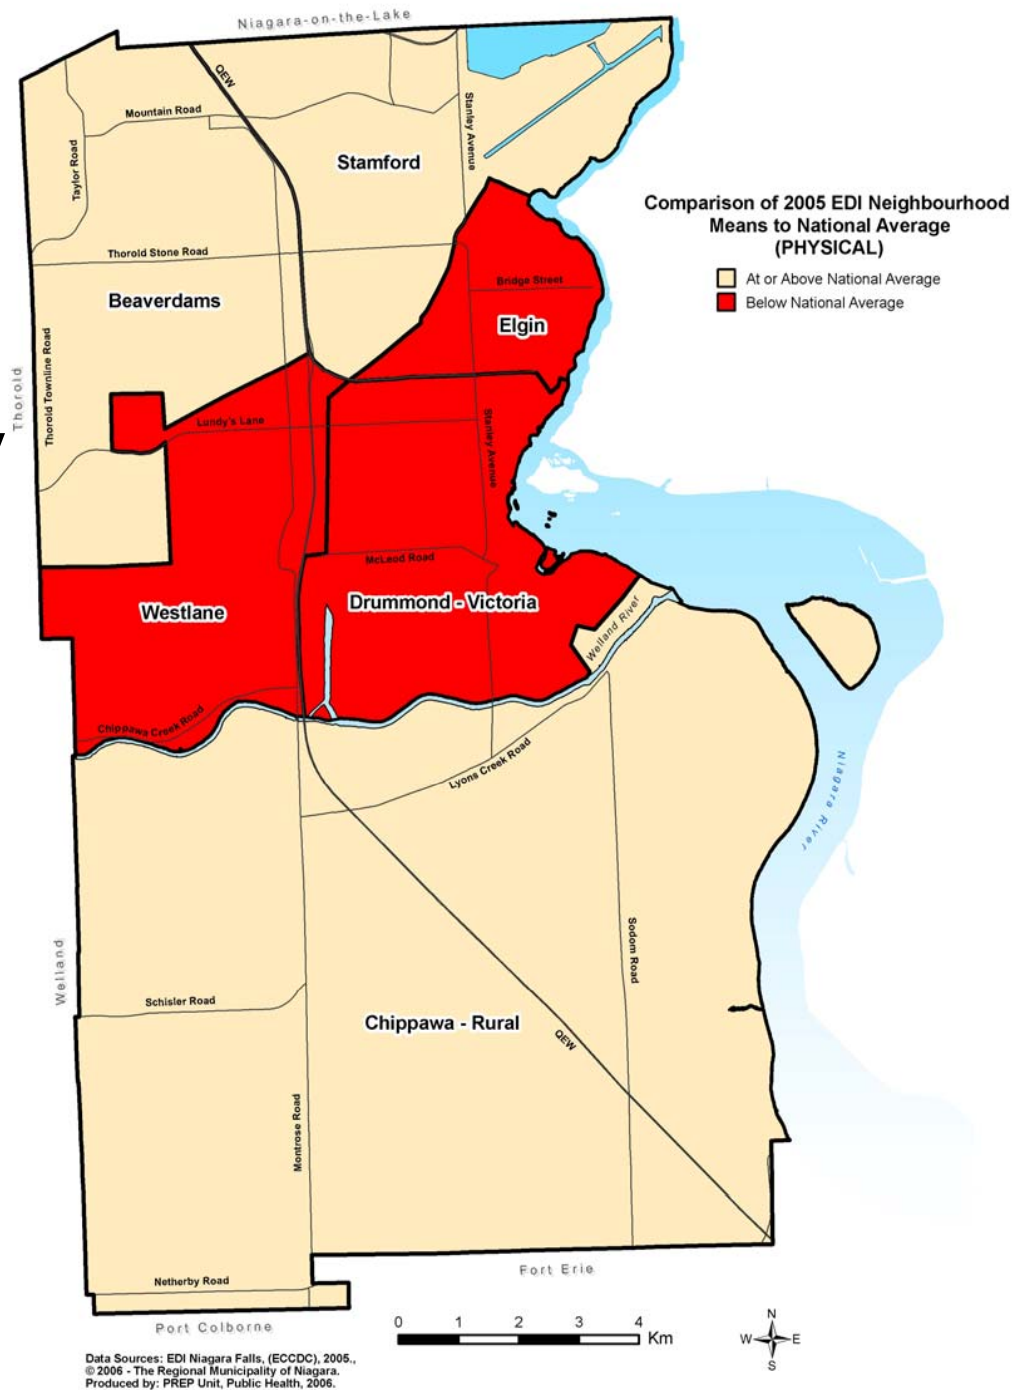 Niagara-on-the-Lake
QEW
Mountain Road
Stanley Avenue
Taylor Road
Stamford
Comparison of 2005 EDI Neighbourhood
Means to National Average
(PHYSICAL)
At or Above National Average
Below National Average
Thorold Stone Road
Beaverdams
Bridge Street
Elgin
Thorold
Thorold Townline Road
Lundy's Lane
Stanley Avenue
McLeod Road
Westlane
Drummond - Victoria
Welland River
Chippawa Creek Road
Lyons Creek Road
Niagara River
Welland
Sodom Road
Schisler Road
Chippawa - Rural
QEW
Montrose Road
Netherby Road
Fort Erie
Port Colborne
0 1 2 3 4
Km
N
W E
S
Data Sources: EDI Niagara Falls, (ECCDC), 2005.,
© 2006 - The Regional Municipality of Niagara.
Produced by: PREP Unit, Public Health, 2006.